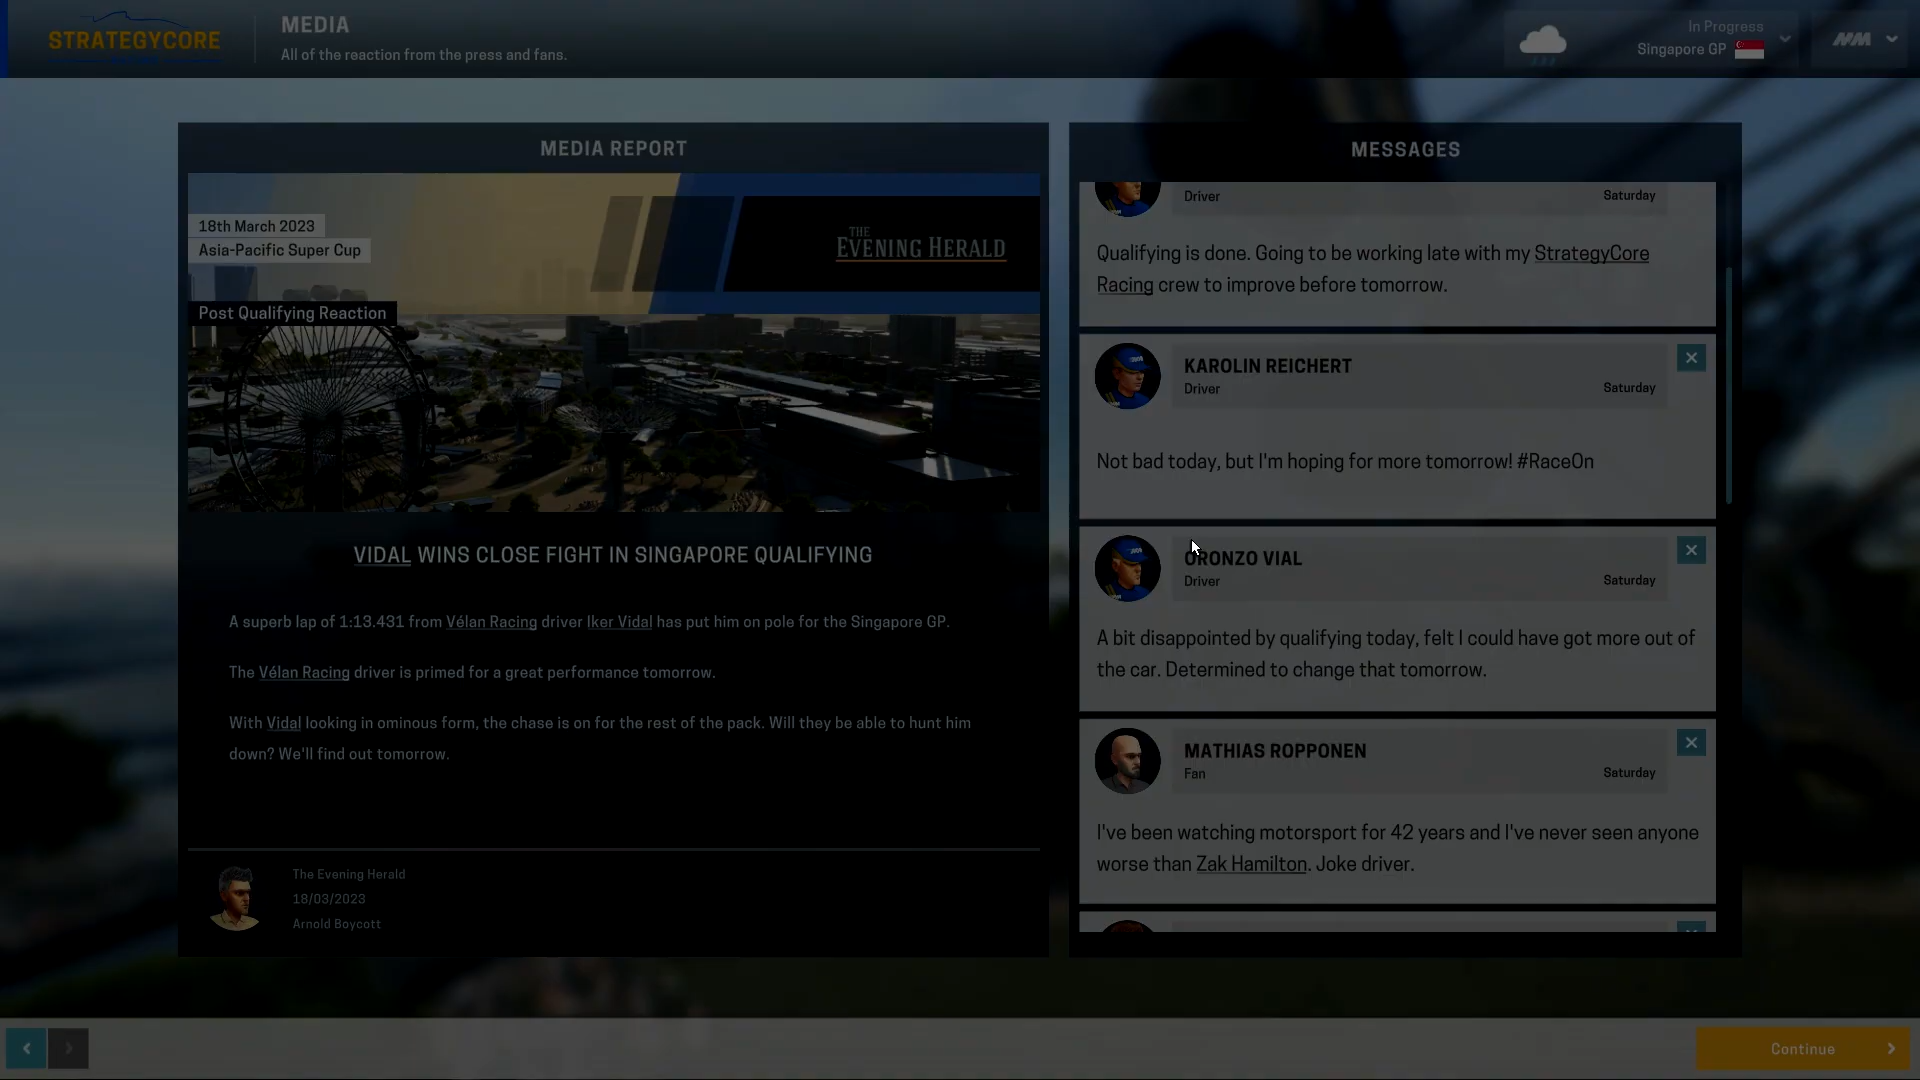 STRATEGYCORE
MEDIA
All of the reaction from the press and fans.
In Progress
Singapore GP
MEDIA REPORT
18th March 2023
Asia-Pacific Super Cup
THE
EVENING HERALD
Post Qualifying Reaction
VIDAL WINS CLOSE FIGHT IN SINGAPORE QUALIFYING
A superb lap of 1:13.431 from Vélan Racing driver Iker Vidal has put him on pole for the Singapore GP.
The Vélan Racing driver is primed for a great performance tomorrow.
With Vidal looking in ominous form, the chase is on for the rest of the pack. Will they be able to hunt him
down? We'll find out tomorrow.
The Evening Herald
18/03/2023
Arnold Boycott
MESSAGES
Driver
Saturday
Qualifying is done. Going to be working late with my StrategyCore
Racing crew to improve before tomorrow.
KAROLIN REICHERT
Driver
Saturday
Not bad today, but I'm hoping for more tomorrow! #RaceOn
ORONZO VIAL
Driver
Saturday
A bit disappointed by qualifying today, felt I could have got more out of
the car. Determined to change that tomorrow.
MATHIAS ROPPONEN
Fan
Saturday
I've been watching motorsport for 42 years and I've never seen anyone
worse than Zak Hamilton. Joke driver.
Continue